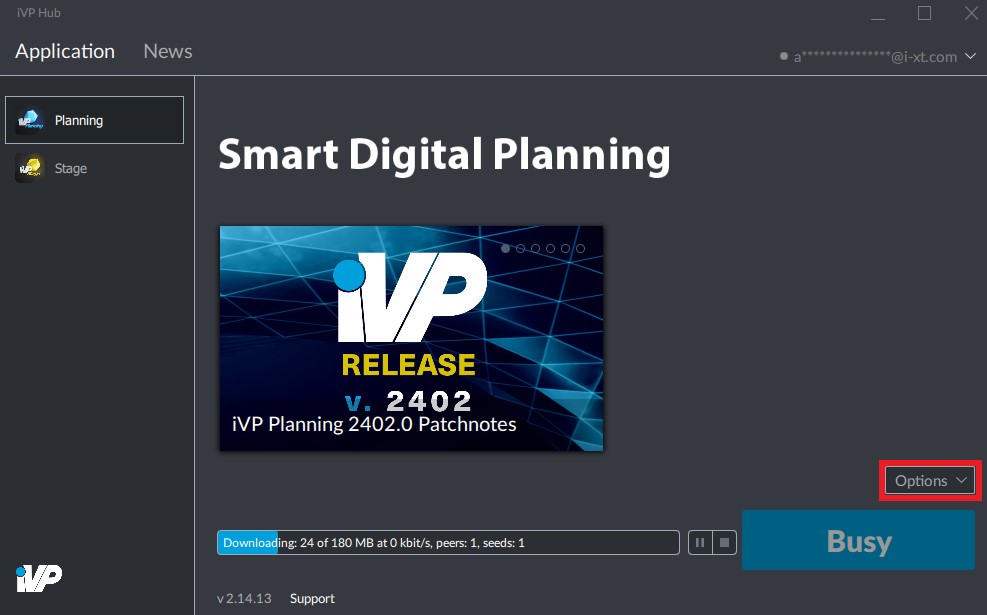 iVP Hub
Application
News
a***************@i-xt.com
Planning
Stage
Smart Digital Planning
iVP
RELEASE
v. 2402
iVP Planning 2402.0 Patchnotes
Options
Downloading: 24 of 180 MB at 0 kbit/s, peers: 1, seeds: 1
Busy
iVP
v 2.14.13
Support